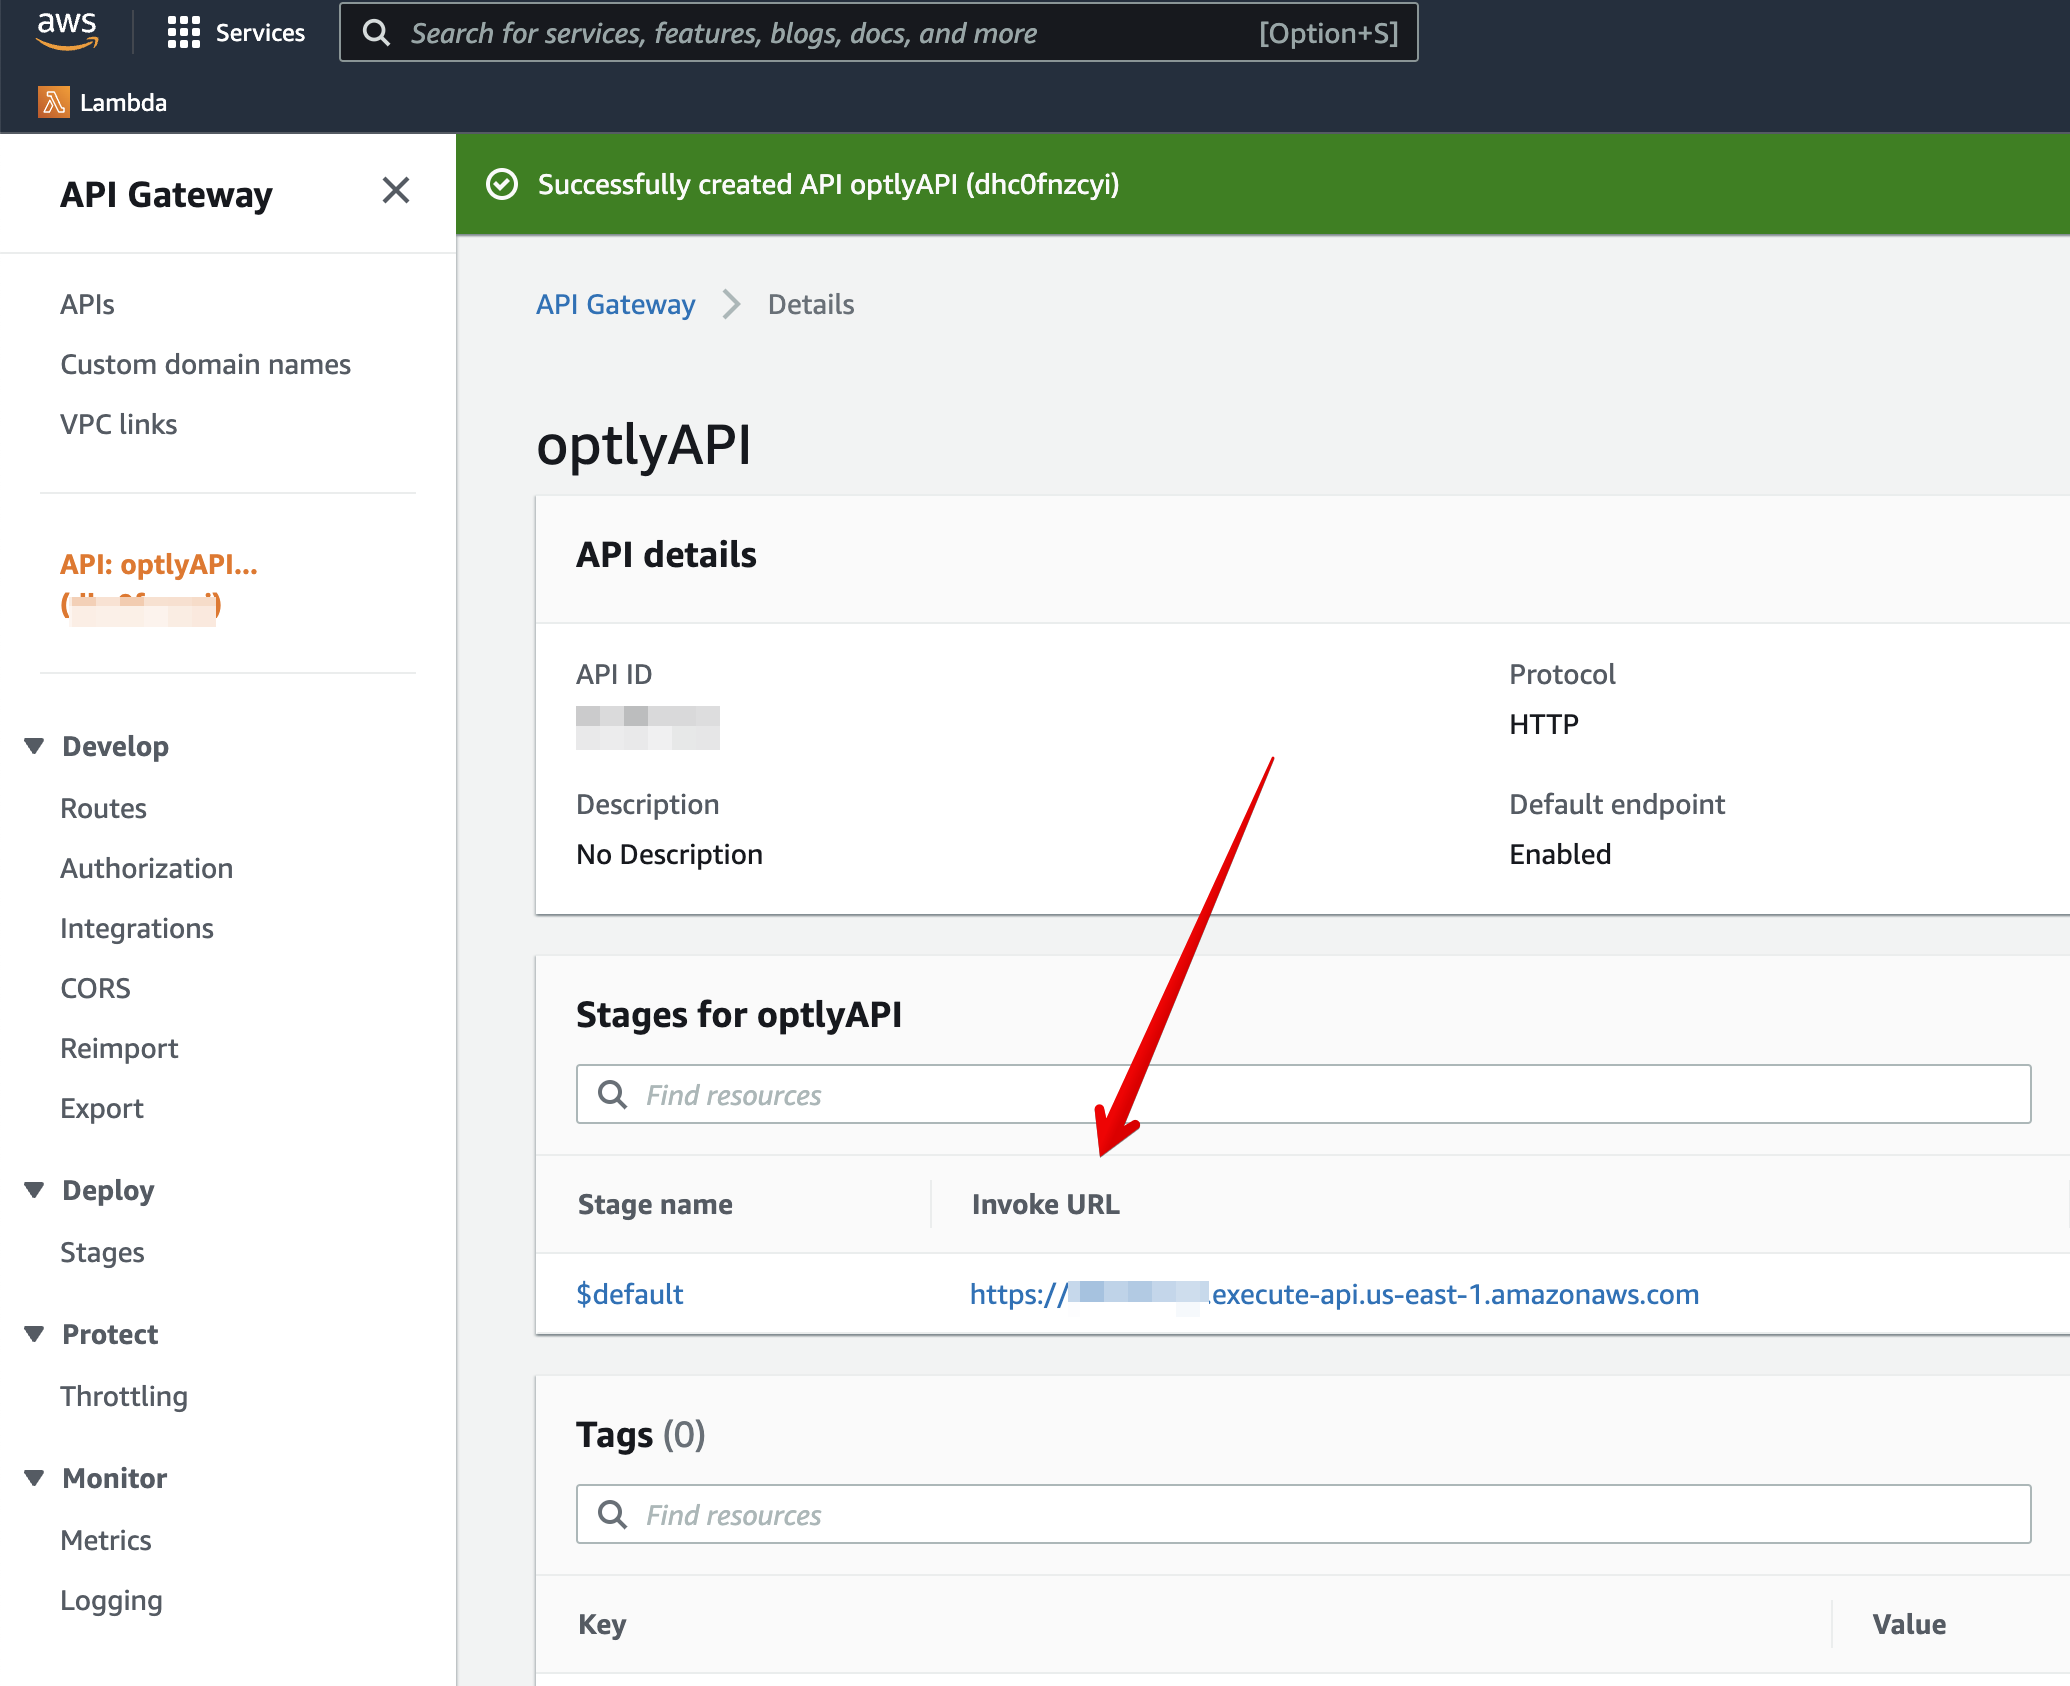 aws
Services
Search for services, features, blogs, docs, and more
[Option+S]
Lambda
API Gateway
APIs
Custom domain names
VPC links
API: optlyAPI...
Develop
Routes
Authorization
Integrations
CORS
Reimport
Export
Deploy
Stages
Protect
Throttling
Monitor
Metrics
Logging
Successfully created API optlyAPI (dhc0fnzcyi)
API Gateway
Details
optlyAPI
API details
API ID
Protocol
HTTP
Description
No Description
Default endpoint
Enabled
Stages for optlyAPI
Find resources
Stage name
Invoke URL
$default
https:// .execute-api.us-east-1.amazonaws.com
Tags (0)
Find resources
Key
Value